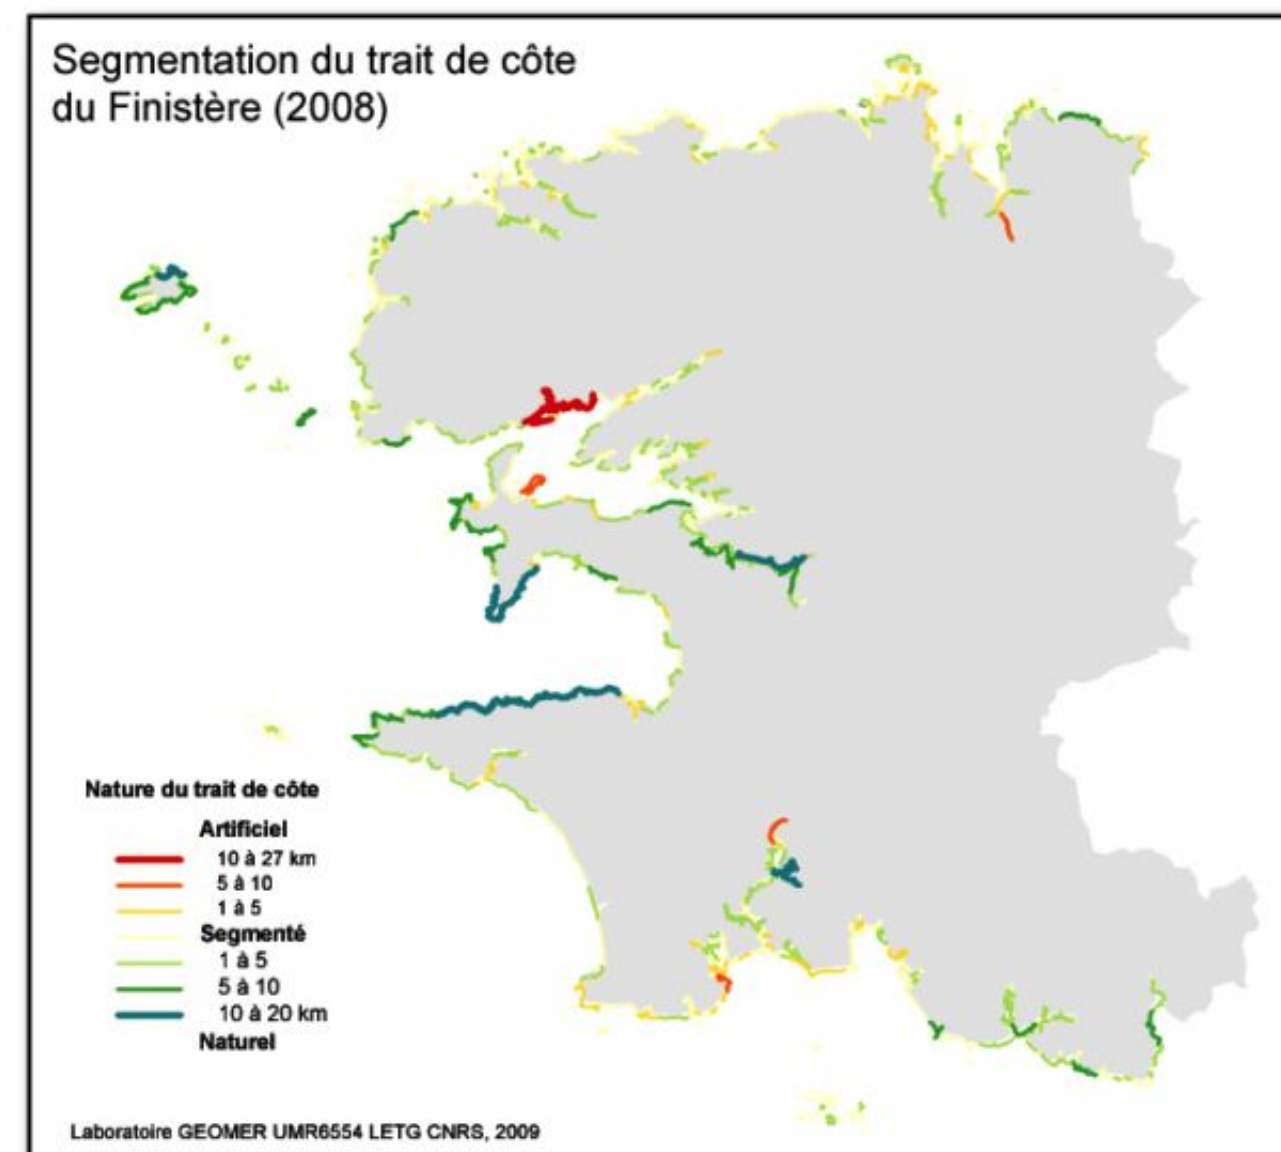 Segmentation du trait de côte
du Finistère (2008)
Nature du trait de côte
Artificiel
10 à 27 km
5 à 10
1 à 5
Segmenté
1 à 5
5 à 10
10 à 20 km
Naturel
Laboratoire GEOMER UMR6554 LETG CNRS, 2009